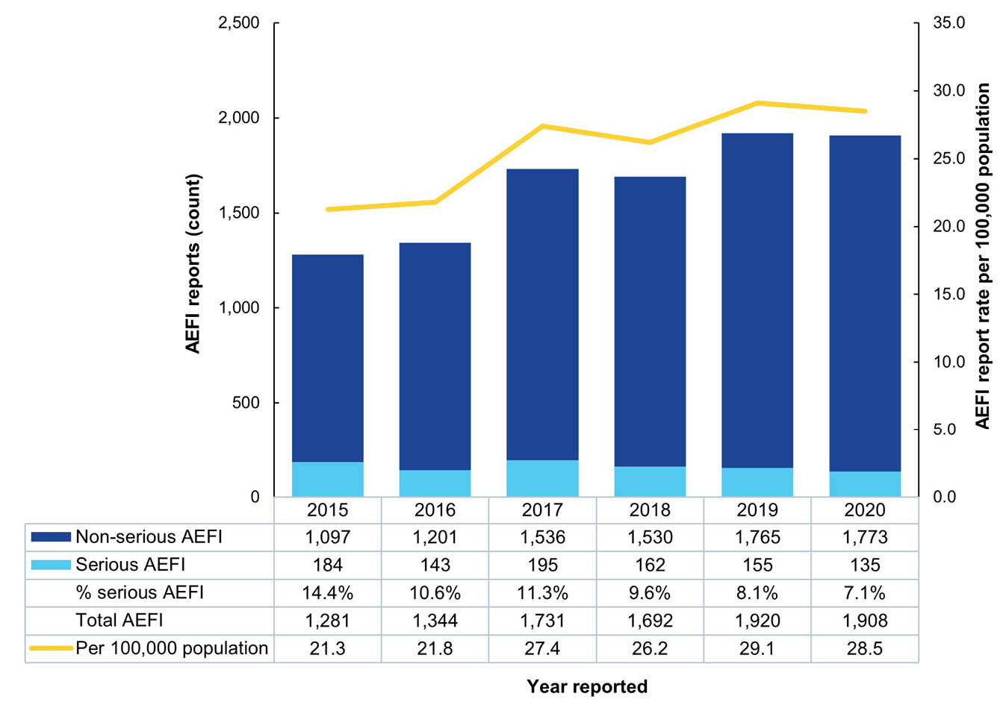 2,500
2,000
1,500
1,000
500
0
AEFI reports (count)
35.0
30.0
25.0
20.0
15.0
10.0
5.0
0.0
AEFI report rate per 100,000 population
2015 2016 2017 2018 2019 2020
Non-serious AEFI 1,097 1,201 1,536 1,530 1,765 1,773
Serious AEFI 184 143 195 162 155 135
% serious AEFI 14.4% 10.6% 11.3% 9.6% 8.1% 7.1%
Total AEFI 1,281 1,344 1,731 1,692 1,920 1,908
Per 100,000 population 21.3 21.8 27.4 26.2 29.1 28.5
Year reported